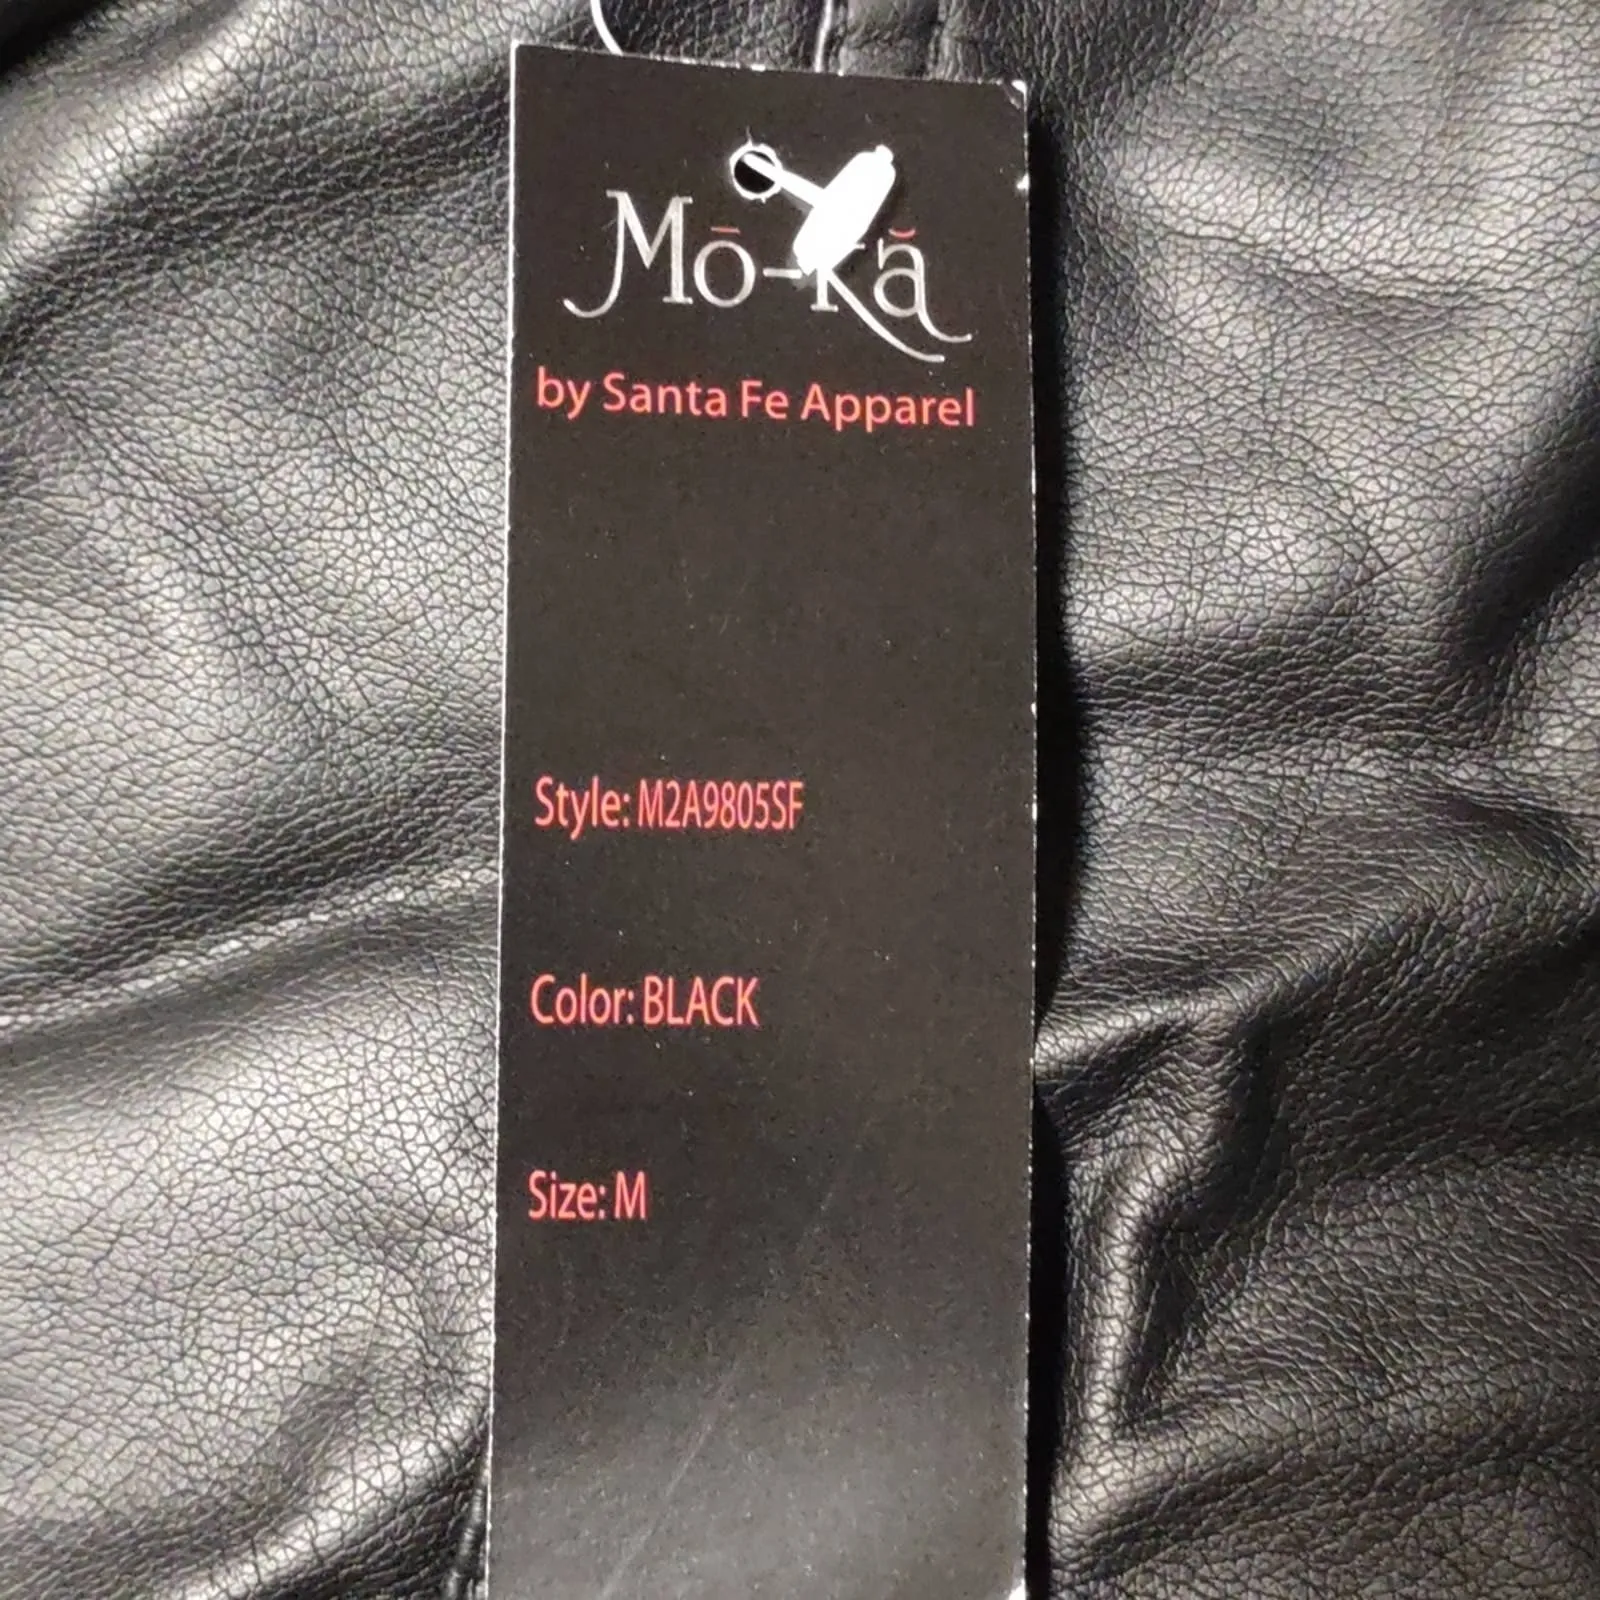 Mō-Kă
by Santa Fe Apparel
Style: M2A9805SF
Color: BLACK
Size: M